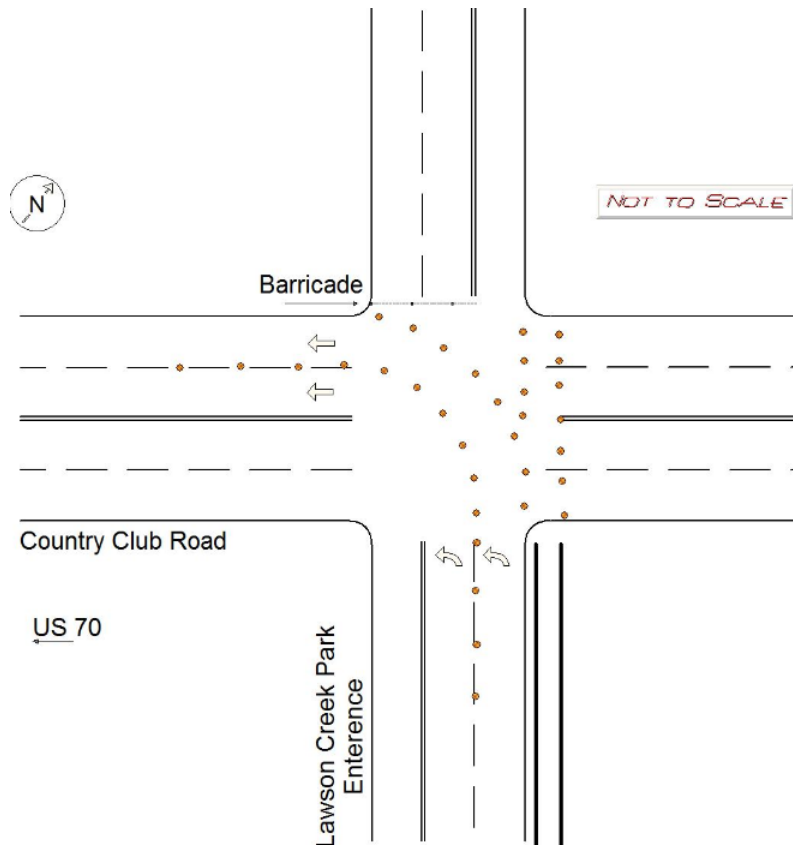 N
NOT TO SCALE
Barricade
Country Club Road
US 70
Lawson Creek Park
Enterence